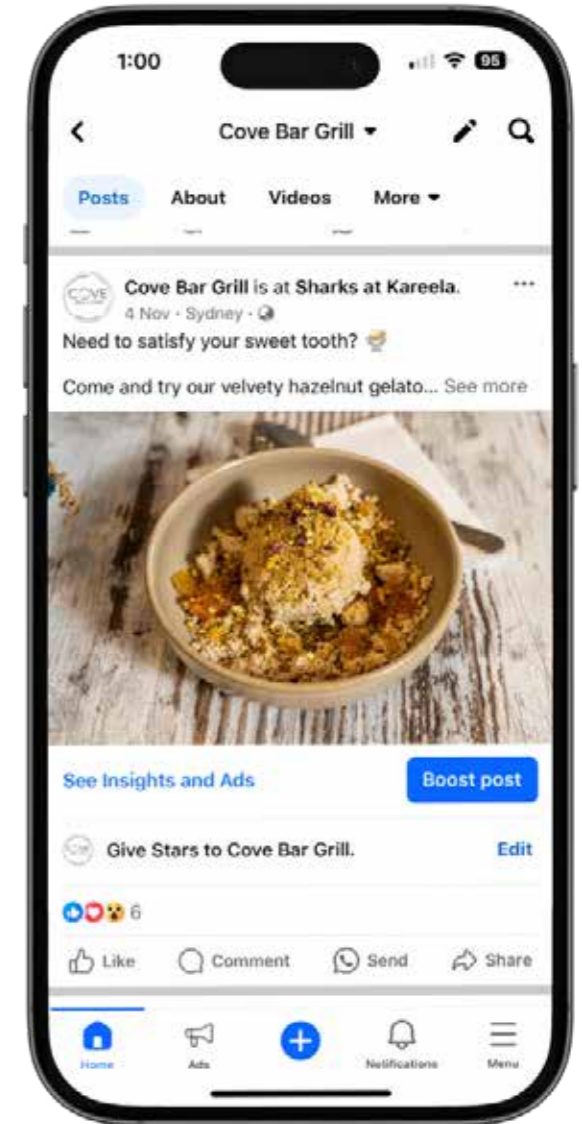 1:00
95
Cove Bar Grill
Posts About Videos More
COVE
Cove Bar Grill is at Sharks at Kareela.
4 Nov · Sydney ·
Need to satisfy your sweet tooth? 🍨
Come and try our velvety hazelnut gelato... See more
See Insights and Ads
Boost post
Give Stars to Cove Bar Grill.
Edit
6
Like Comment Send Share
Home Ads Notifications Menu